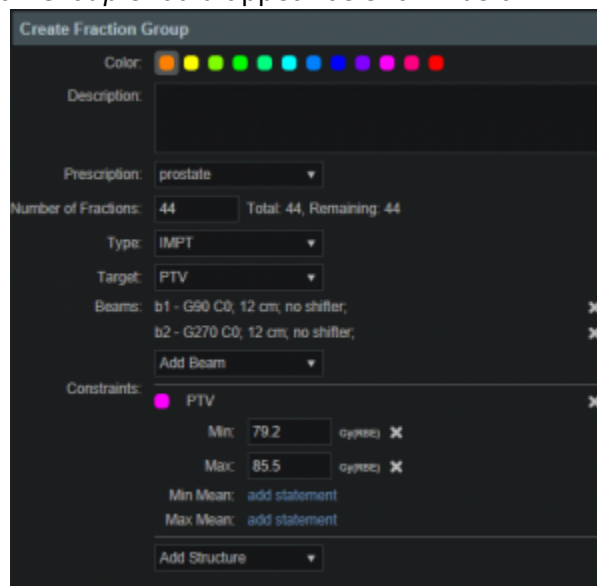 Create Fraction Group
Color:
Description:
Prescription: prostate
Number of Fractions: 44 Total: 44, Remaining: 44
Type: IMPT
Target: PTV
Beams: b1 - G90 C0; 12 cm; no shifter;
b2 - G270 C0; 12 cm; no shifter;
Add Beam
Constraints:
PTV
Min: 79.2 Gy(RBE)
Max: 85.5 Gy(RBE)
Min Mean: add statement
Max Mean: add statement
Add Structure